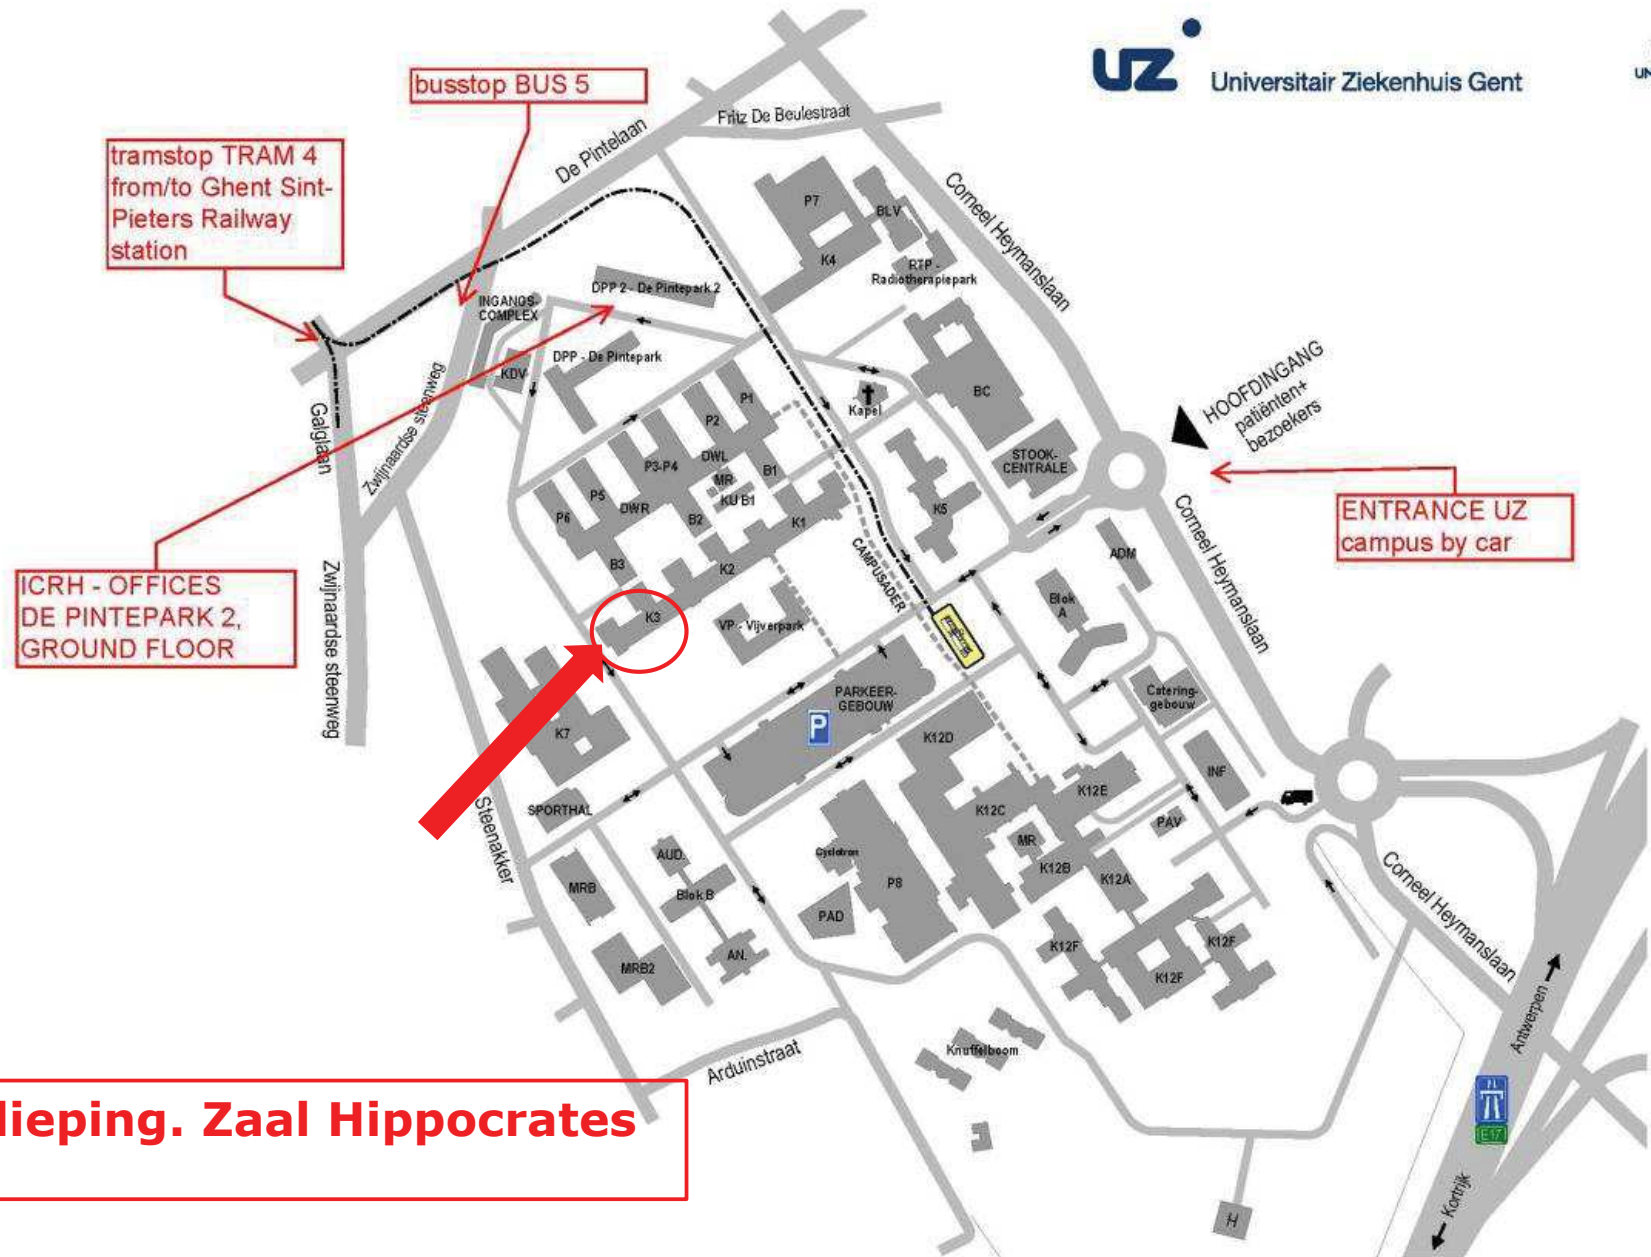 UZ
Universitair Ziekenhuis Gent
busstop BUS 5
tramstop TRAM 4
from/to Ghent Sint-
Pieters Railway
station
De Pintelaan
Fritz De Beulestraat
Corneel Heymanslaan
P7
BLV
K4
RTP -
Radiotherapiepark
DPP 2 - De Pintepark 2
INGANGS-
COMPLEX
KDV
DPP - De Pintepark
Galglaan
Zwijnaardse steenweg
Kapel
BC
HOOFDINGANG
patiënten+
bezoekers
STOOK-
CENTRALE
P1
P2
P3-P4
DWL
MR
B1
KU B1
P5
P6
DWR
B2
K1
K5
B3
K2
K3
CAMPUSADER
ADM
Corneel Heymanslaan
ENTRANCE UZ
campus by car
ICRH - OFFICES
DE PINTEPARK 2,
GROUND FLOOR
Zwijnaardse steenweg
VP - Vijverpark
Blok
A
PARKEER-
GEBOUW
P
Catering-
gebouw
K7
K12D
INF
K12E
K12C
PAV
SPORTHAL
Steenakker
MR
K12B
K12A
AUD.
Cyclotron
P8
MRB
Blok B
PAD
Corneel Heymanslaan
K12F
K12F
K12F
AN.
MRB2
Antwerpen
Knuffelboom
Arduinstraat
E17
Kortrijk
H
lieping. Zaal Hippocrates